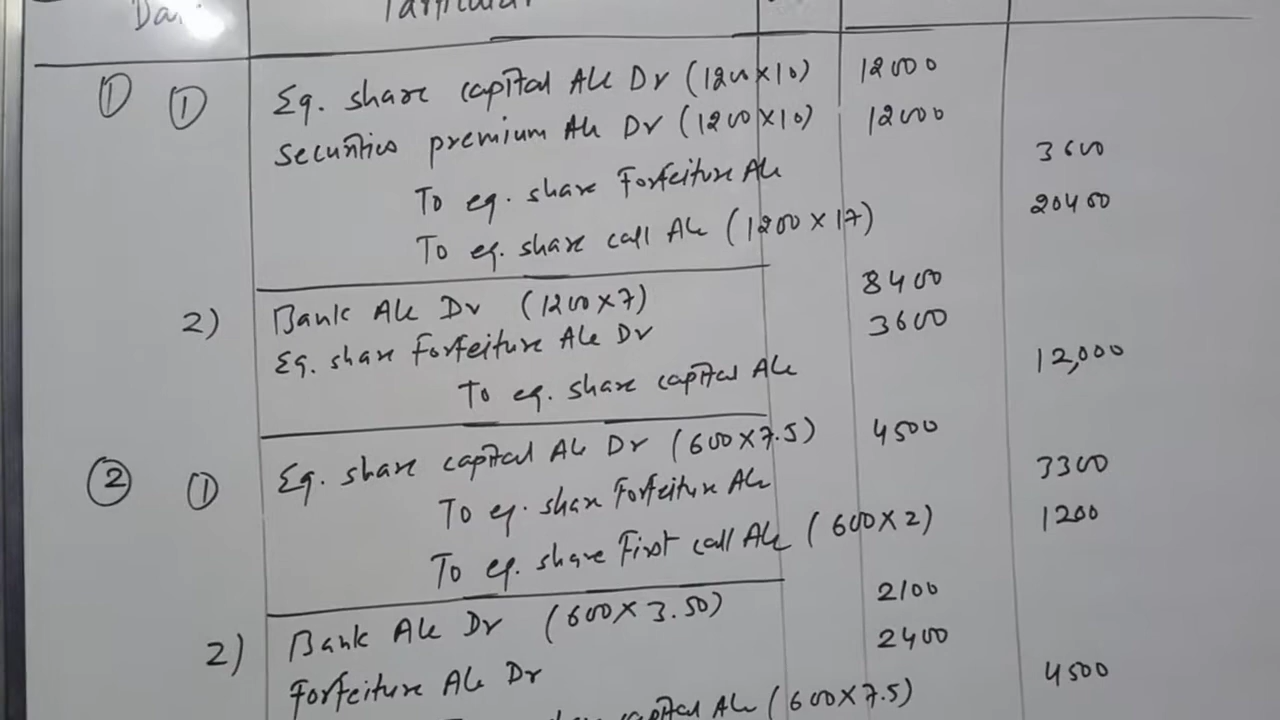 Particular
① ① Eq. share capital A/c Dr (1200×10) 12000
Securities premium A/c Dr (1200×10) 12000
To eq. share Forfeiture A/c 3600
To eq. share call A/c (1200×17) 20400
2) Bank A/c Dr (1200×7) 8400
Eq. share Forfeiture A/c Dr 3600
To eq. share capital A/c 12,000
② ① Eq. share capital A/c Dr (600×7.5) 4500
To eq. share Forfeiture A/c 3300
To eq. share First call A/c (600×2) 1200
2) Bank A/c Dr (600×3.50) 2100
Forfeiture A/c Dr 2400
share capital A/c (600×7.5) 4500